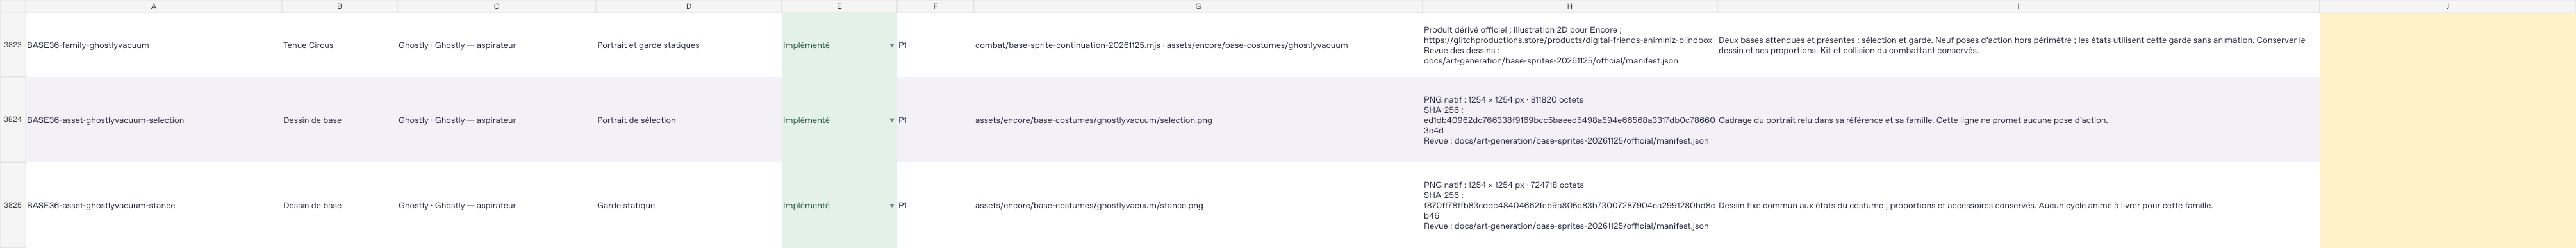 A B C D E F G H I J
3823 BASE36-family-ghostlyvacuum Tenue Circus Ghostly · Ghostly — aspirateur Portrait et garde statiques Implémenté P1 combat/base-sprite-continuation-20261125.mjs · assets/encore/base-costumes/ghostlyvacuum
Produit dérivé officiel ; illustration 2D pour Encore ;
https://glitchproductions.store/products/digital-friends-animiniz-blindbox
Revue des dessins :
docs/art-generation/base-sprites-20261125/official/manifest.json
Deux bases attendues et présentes : sélection et garde. Neuf poses d'action hors périmètre ; les états utilisent cette garde sans animation. Conserver le
dessin et ses proportions. Kit et collision du combattant conservés.
3824 BASE36-asset-ghostlyvacuum-selection Dessin de base Ghostly · Ghostly — aspirateur Portrait de sélection Implémenté P1 assets/encore/base-costumes/ghostlyvacuum/selection.png
PNG natif : 1254 × 1254 px · 811820 octets
SHA-256 :
ed1db40962dc766338f9169bcc5baeed5498a594e66568a3317db0c78660
3e4d
Revue : docs/art-generation/base-sprites-20261125/official/manifest.json
Cadrage du portrait relu dans sa référence et sa famille. Cette ligne ne promet aucune pose d'action.
3825 BASE36-asset-ghostlyvacuum-stance Dessin de base Ghostly · Ghostly — aspirateur Garde statique Implémenté P1 assets/encore/base-costumes/ghostlyvacuum/stance.png
PNG natif : 1254 × 1254 px · 724718 octets
SHA-256 :
f870ff78ffb83cddc48404662feb9a805a83b73007287904ea2991280bd8c
b46
Revue : docs/art-generation/base-sprites-20261125/official/manifest.json
Dessin fixe commun aux états du costume ; proportions et accessoires conservés. Aucun cycle animé à livrer pour cette famille.